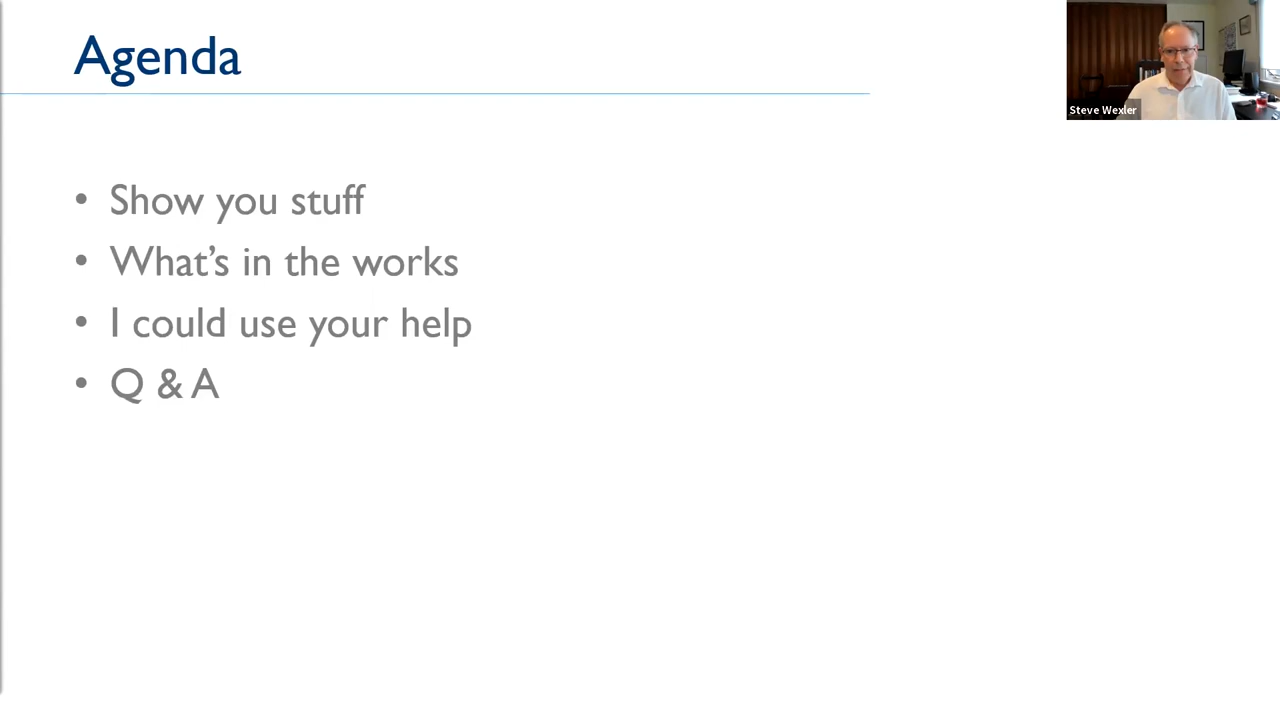 Agenda
Steve Wexler
• Show you stuff
• What’s in the works
• I could use your help
• Q & A